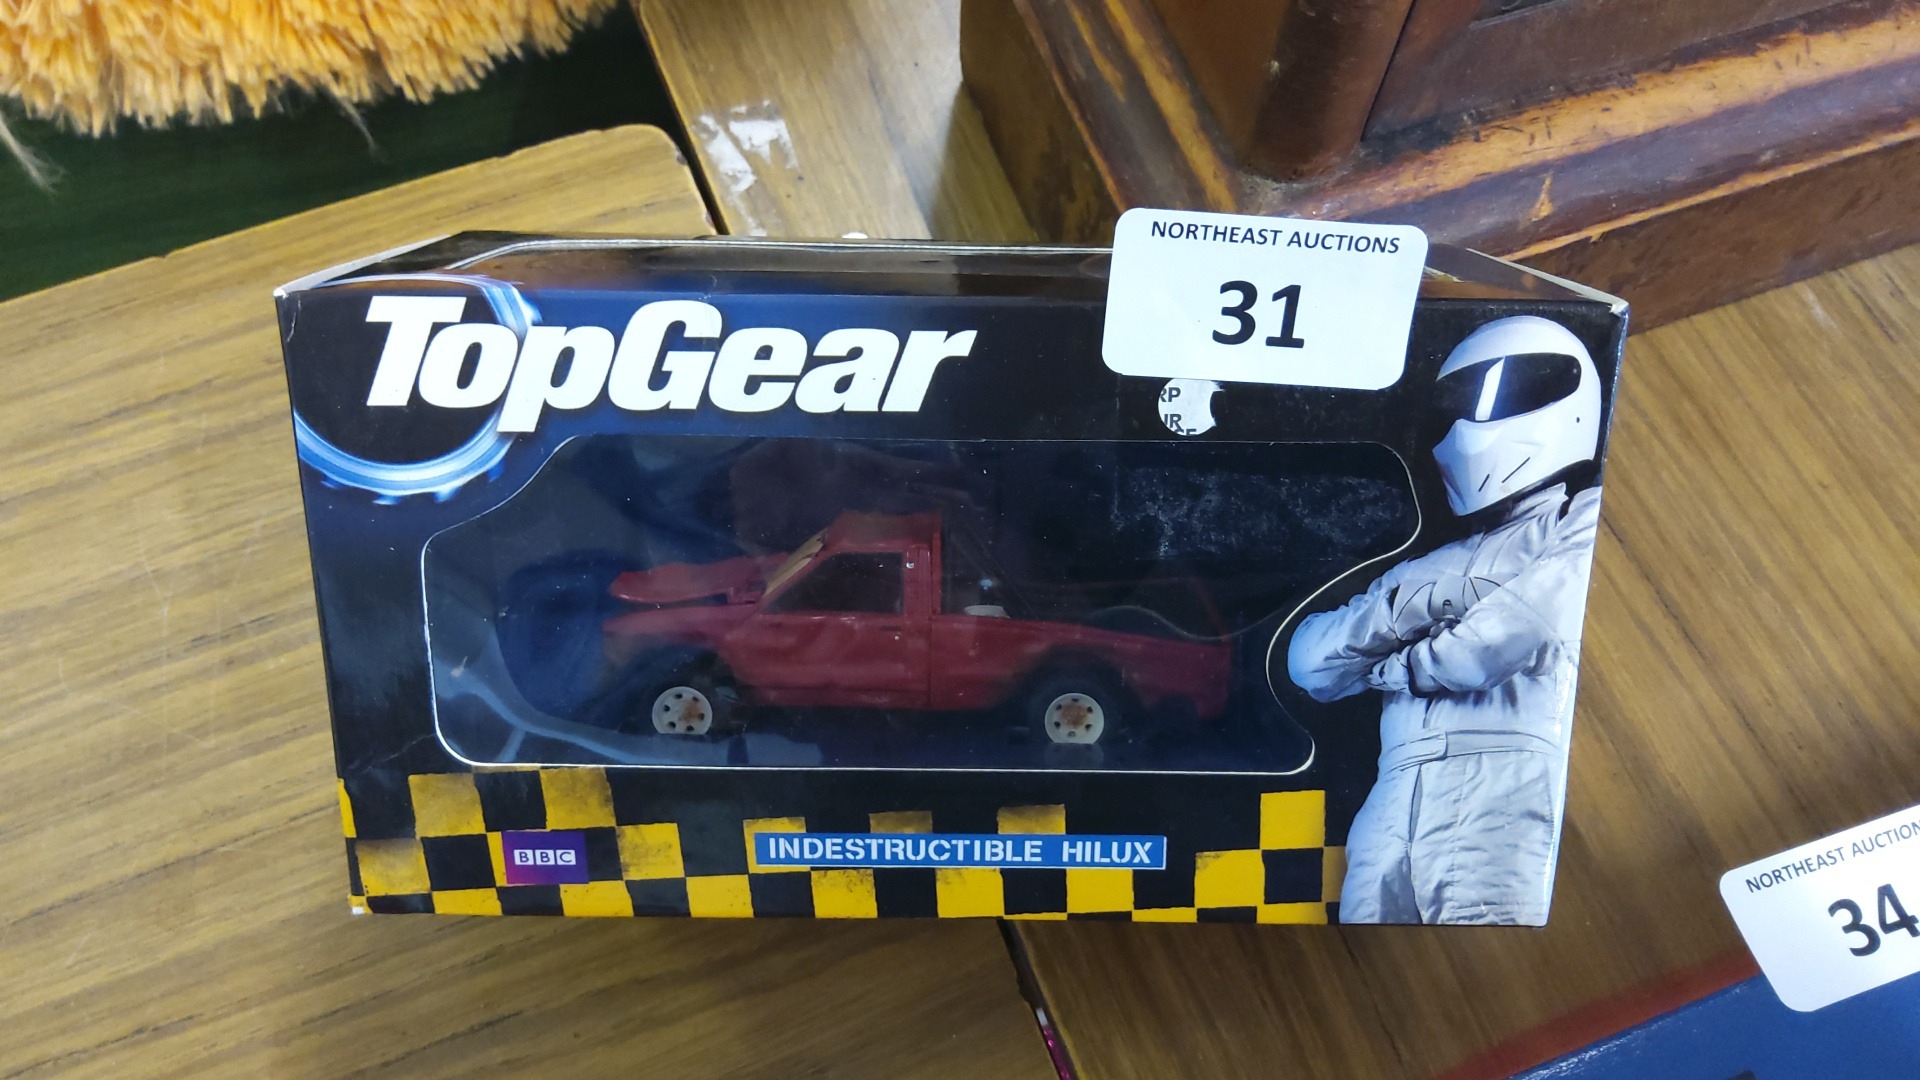 NORTHEAST AUCTIONS
31
TopGear
BBC
INDESTRUCTIBLE HILUX
NORTHEAST AUCTION
34